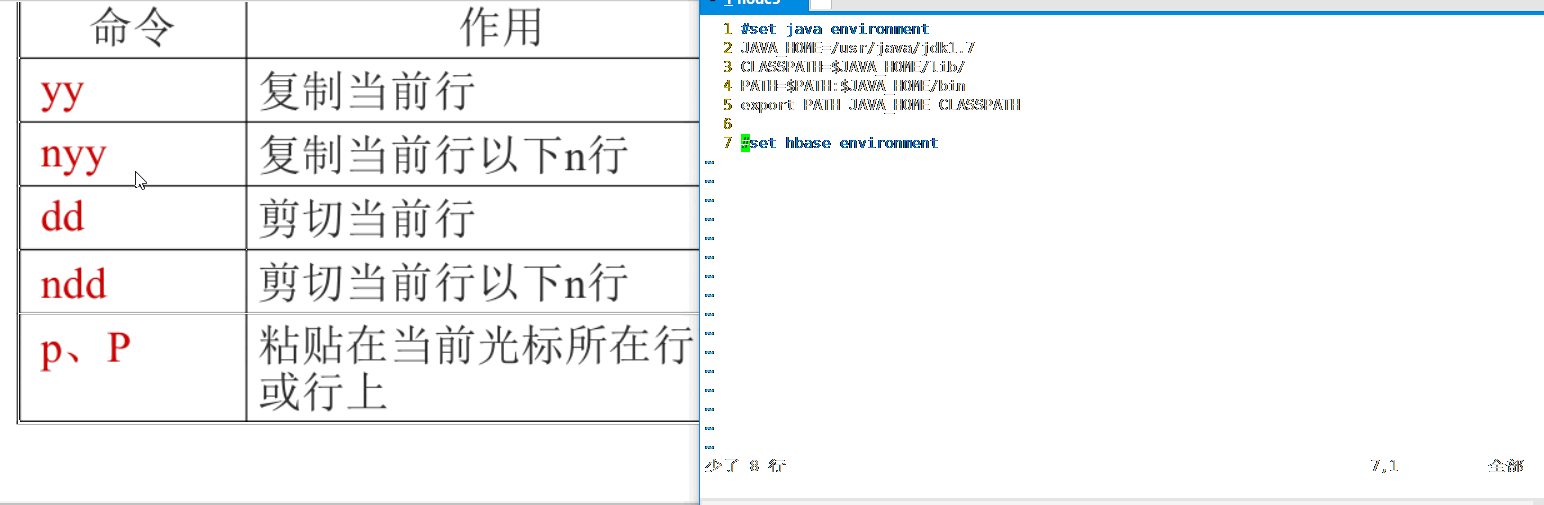 命令 作用
yy 复制当前行
nyy 复制当前行以下n行
dd 剪切当前行
ndd 剪切当前行以下n行
p、P 粘贴在当前光标所在行
或行上
1 #set java environment
2 JAVA_HOME=/usr/java/jdk1.7
3 CLASSPATH=$JAVA_HOME/lib/
4 PATH=$PATH:$JAVA_HOME/bin
5 export PATH JAVA_HOME CLASSPATH
6
7 #set hbase environment
少了 8 行 7,1 全部